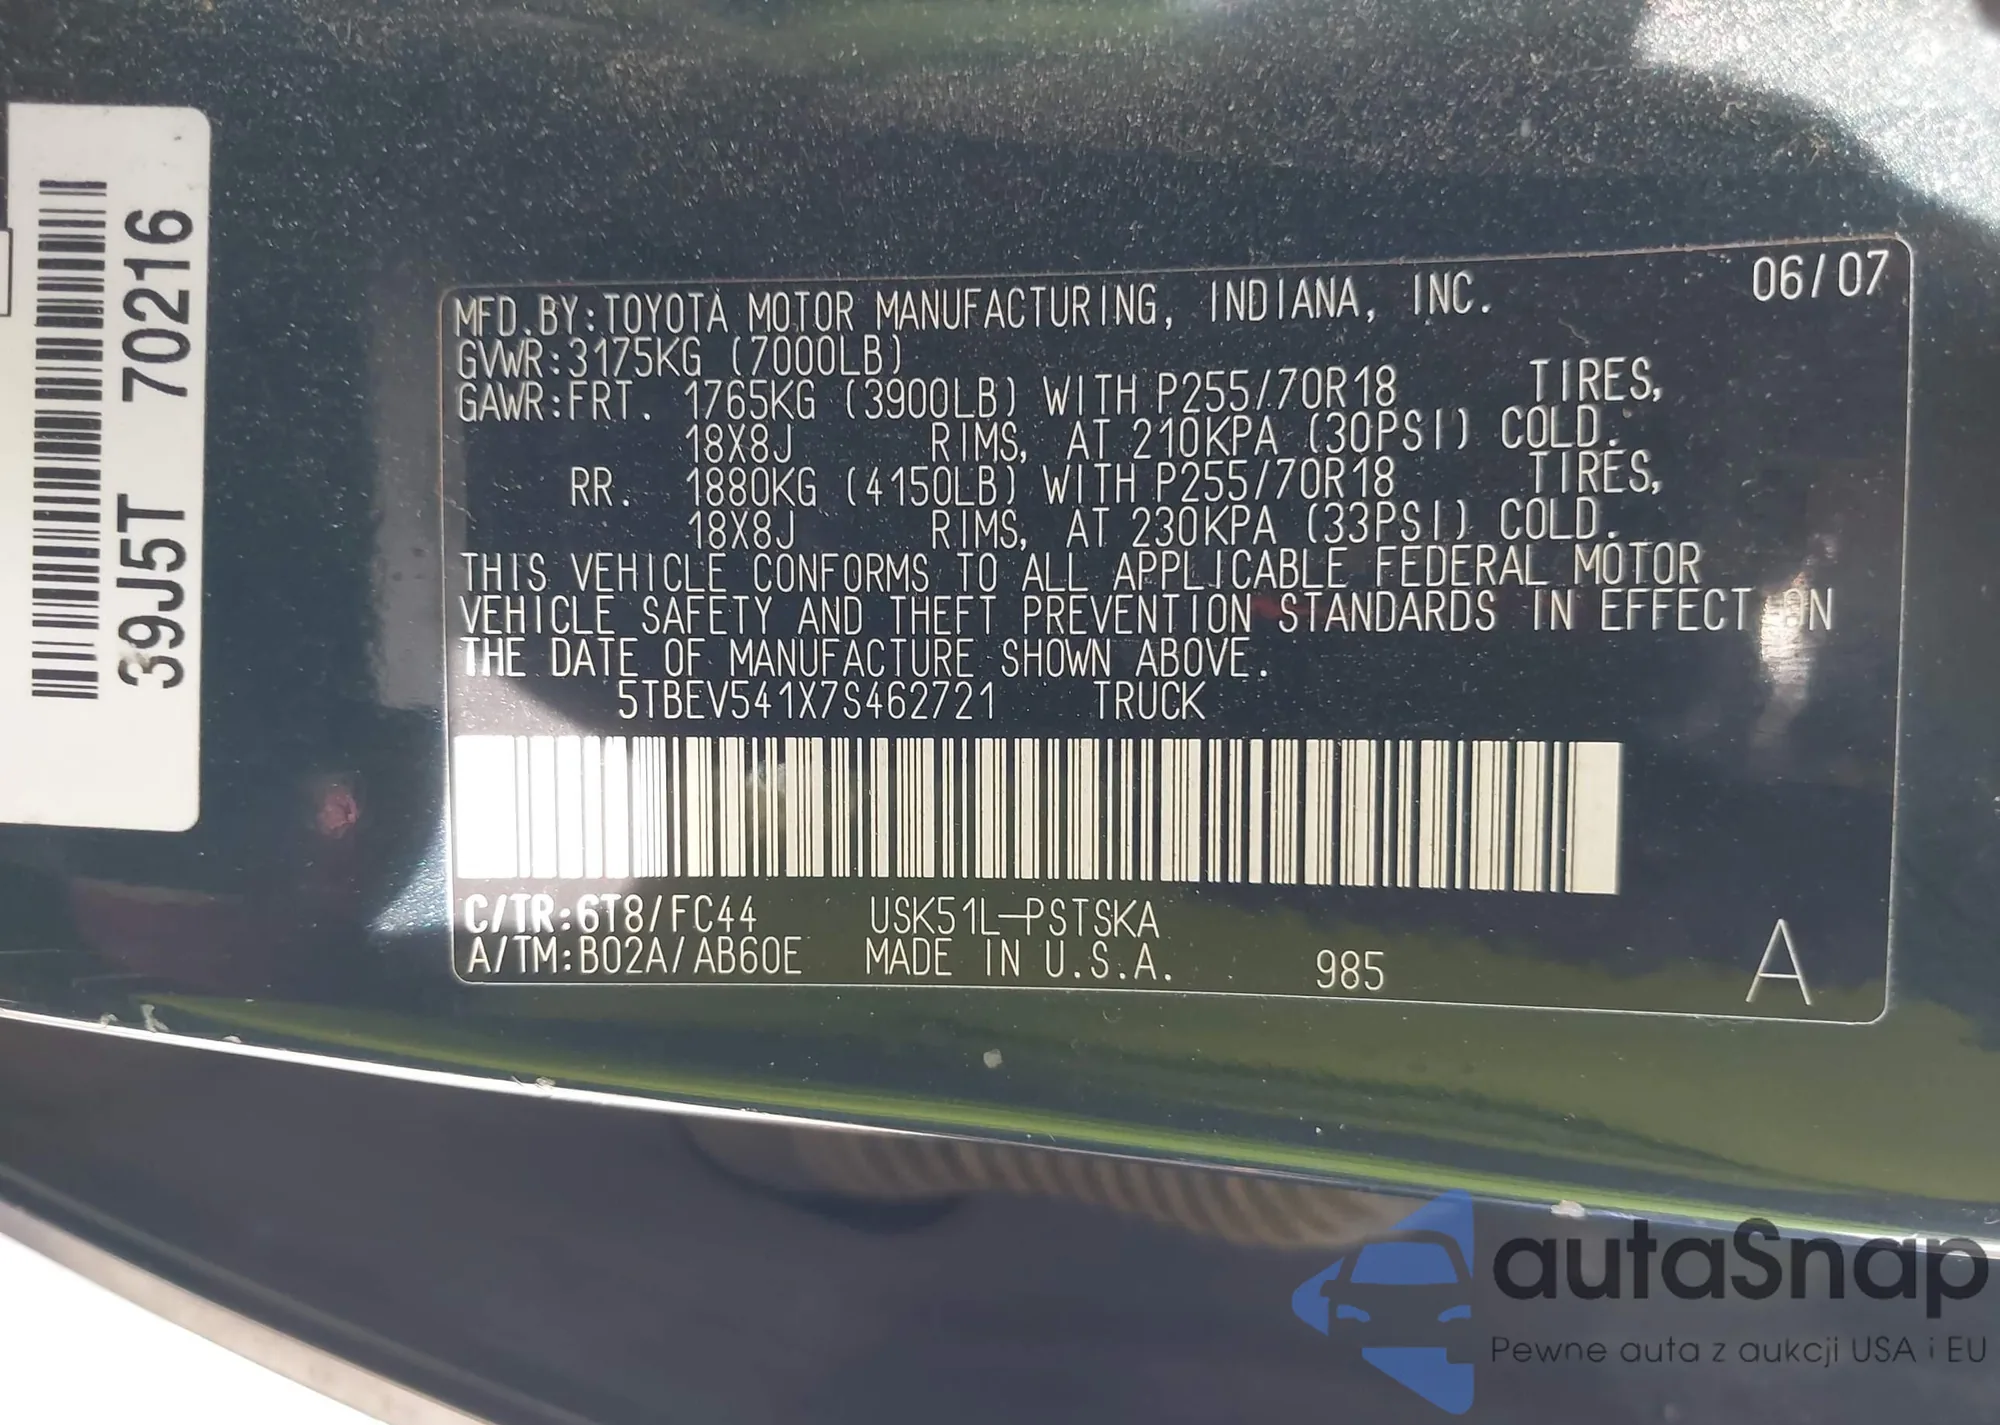 39J5T 70216
06/07
MFD.BY:TOYOTA MOTOR MANUFACTURING, INDIANA, INC.
GVWR:3175KG (7000LB)
GAWR:FRT. 1765KG (3900LB) WITH P255/70R18 TIRES,
18X8J RIMS, AT 210KPA (30PSI) COLD.
RR. 1880KG (4150LB) WITH P255/70R18 TIRES,
18X8J RIMS, AT 230KPA (33PSI) COLD.
THIS VEHICLE CONFORMS TO ALL APPLICABLE FEDERAL MOTOR
VEHICLE SAFETY AND THEFT PREVENTION STANDARDS IN EFFECT ON
THE DATE OF MANUFACTURE SHOWN ABOVE.
5TBEV541X7S462721 TRUCK
C/TR:6T8/FC44 USK51L-PSTSKA
A/TM:B02A/AB60E MADE IN U.S.A. 985 A
autaSnap
Pewne auta z aukcji USA i EU